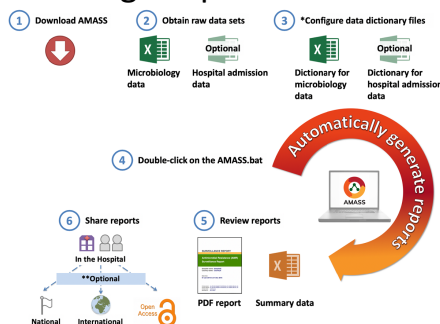 1 Download AMASS
2 Obtain raw data sets
3 *Configure data dictionary files
Optional
Optional
Microbiology data
Hospital admission data
Dictionary for microbiology data
Dictionary for hospital admission data
Automatically generate reports
AMASS
4 Double-click on the AMASS.bat
6 Share reports
5 Review reports
In the Hospital
**Optional
Open Access
National
International
PDF report
Summary data